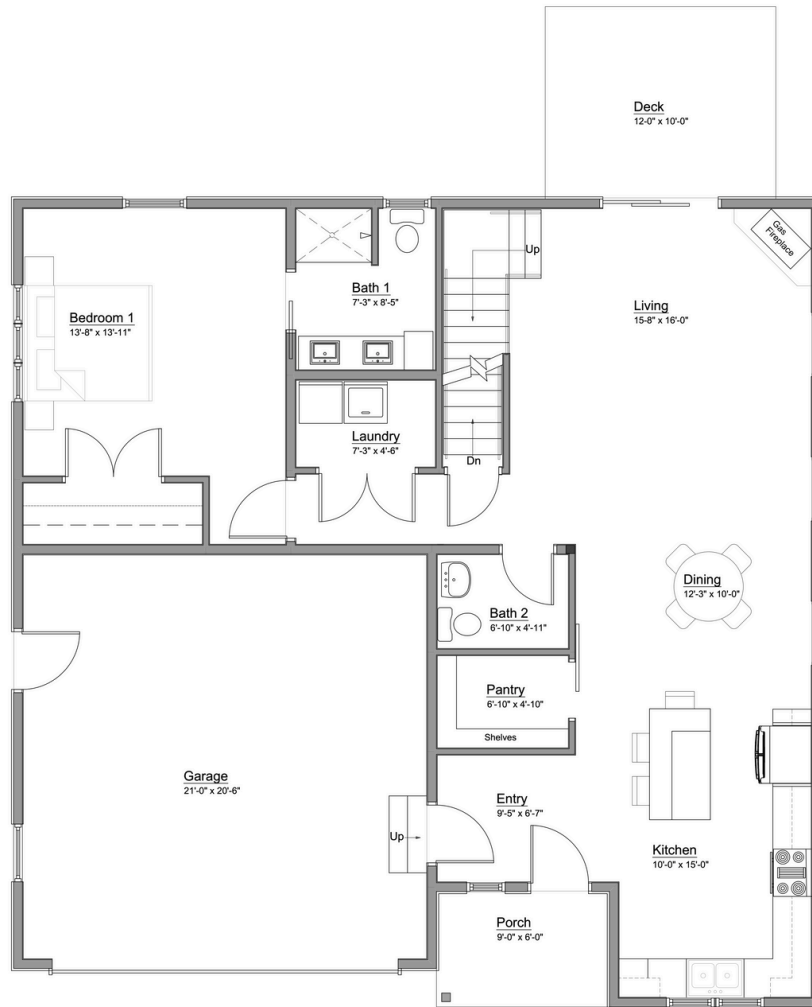 Deck
12-0" x 10'-0"
Gas
Fireplace
Up
Living
15-8" x 16'-0"
Bath 1
7'-3" x 8'-5"
Bedroom 1
13'-8" x 13'-11"
Laundry
7'-3" x 4'-6"
Dn
Dining
12'-3" x 10'-0"
Bath 2
6'-10" x 4'-11"
Pantry
6'-10" x 4'-10"
Shelves
Garage
21'-0" x 20'-6"
Entry
9'-5" x 6'-7"
Up
Kitchen
10'-0" x 15'-0"
Porch
9'-0" x 6'-0"